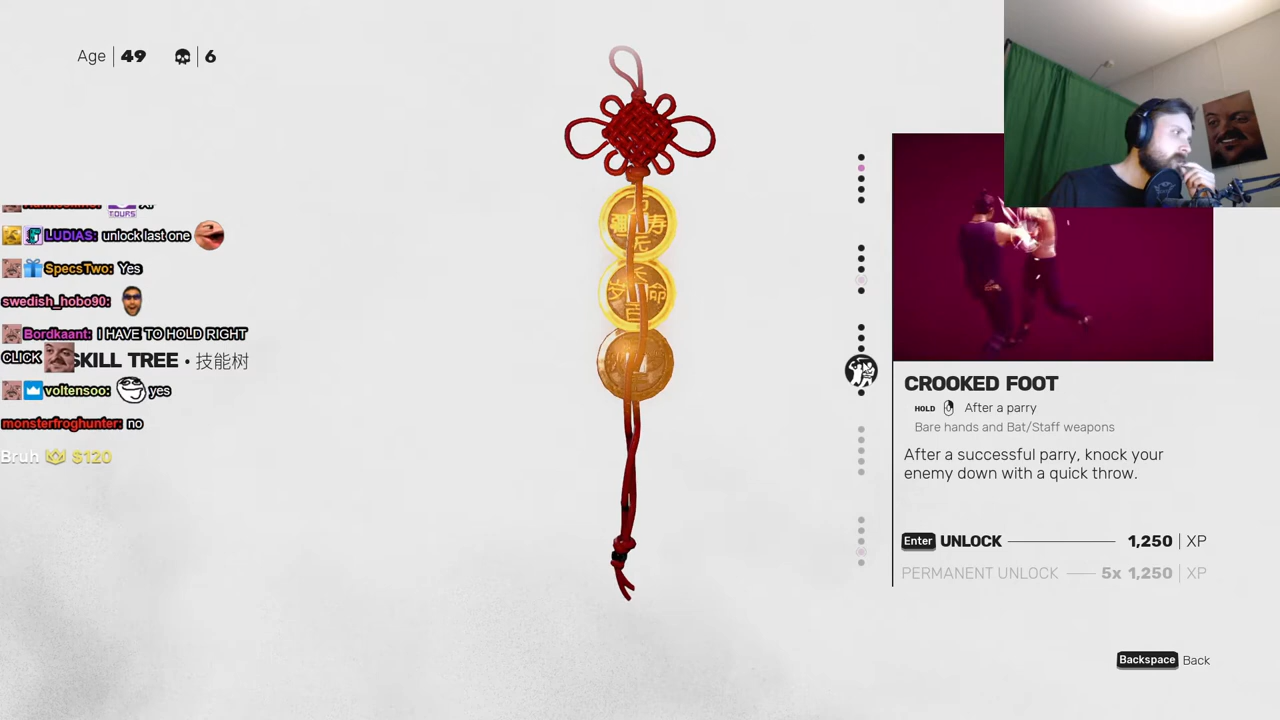 Age | 49 6
TOURS
LUDIAS: unlock last one
SpecsTwo: Yes
swedish_hobo90:
Bordkaant: I HAVE TO HOLD RIGHT
CLICK
SKILL TREE • 技能树
voltensoo: yes
monsterfroghunter: no
Bruh $120
CROOKED FOOT
HOLD After a parry
Bare hands and Bat/Staff weapons
After a successful parry, knock your
enemy down with a quick throw.
Enter UNLOCK 1,250 | XP
PERMANENT UNLOCK 5x 1,250 | XP
Backspace Back